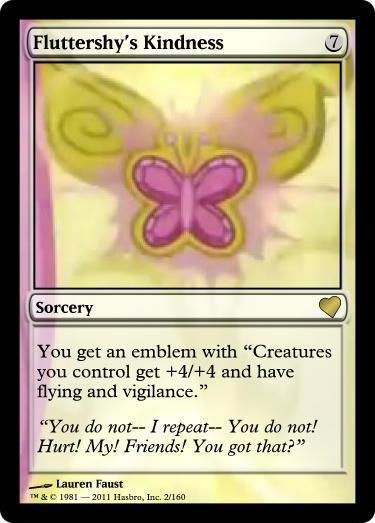 Fluttershy's Kindness 7
Sorcery
You get an emblem with “Creatures
you control get +4/+4 and have
flying and vigilance.”
“You do not-- I repeat-- You do not!
Hurt! My! Friends! You got that?”
Lauren Faust
™ & © 1981 — 2011 Hasbro, Inc. 2/160